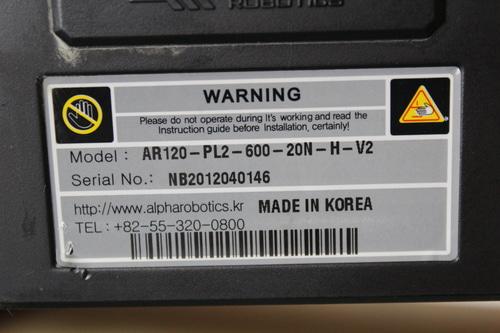 ROBOTICS
WARNING
Please do not operate during It's working and read the
Instruction guide before Installation, certainly!
Model : AR120-PL2-600-20N-H-V2
Serial No.: NB2012040146
http://www.alpharobotics.kr MADE IN KOREA
TEL : +82-55-320-0800